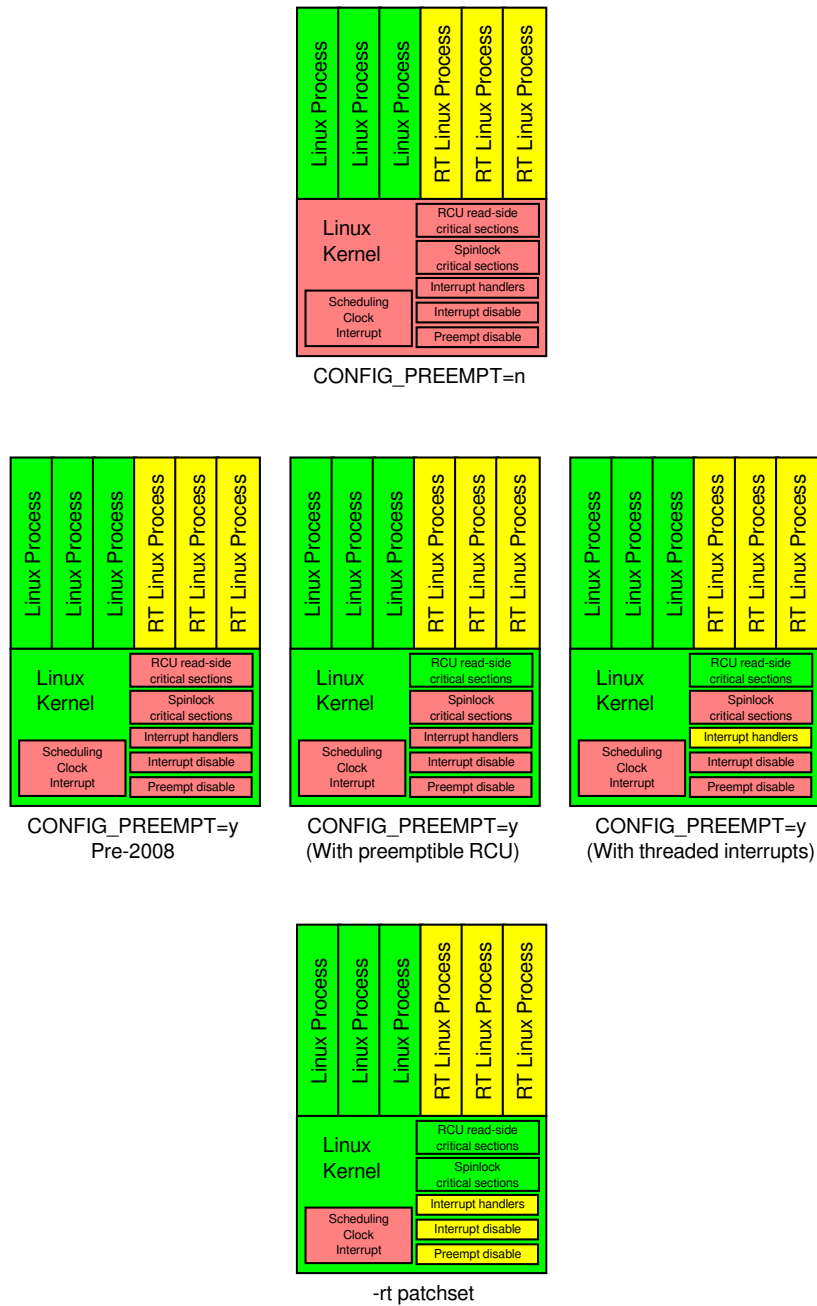 Linux Process
Linux Process
Linux Process
RT Linux Process
RT Linux Process
RT Linux Process
Linux
Kernel
RCU read-side
critical sections
Spinlock
critical sections
Interrupt handlers
Scheduling
Clock
Interrupt
Interrupt disable
Preempt disable
CONFIG_PREEMPT=n
Linux Process
Linux Process
Linux Process
RT Linux Process
RT Linux Process
RT Linux Process
Linux
Kernel
RCU read-side
critical sections
Spinlock
critical sections
Interrupt handlers
Scheduling
Clock
Interrupt
Interrupt disable
Preempt disable
CONFIG_PREEMPT=y
Pre-2008
Linux Process
Linux Process
Linux Process
RT Linux Process
RT Linux Process
RT Linux Process
Linux
Kernel
RCU read-side
critical sections
Spinlock
critical sections
Interrupt handlers
Scheduling
Clock
Interrupt
Interrupt disable
Preempt disable
CONFIG_PREEMPT=y
(With preemptible RCU)
Linux Process
Linux Process
Linux Process
RT Linux Process
RT Linux Process
RT Linux Process
Linux
Kernel
RCU read-side
critical sections
Spinlock
critical sections
Interrupt handlers
Scheduling
Clock
Interrupt
Interrupt disable
Preempt disable
CONFIG_PREEMPT=y
(With threaded interrupts)
Linux Process
Linux Process
Linux Process
RT Linux Process
RT Linux Process
RT Linux Process
Linux
Kernel
RCU read-side
critical sections
Spinlock
critical sections
Interrupt handlers
Scheduling
Clock
Interrupt
Interrupt disable
Preempt disable
-rt patchset